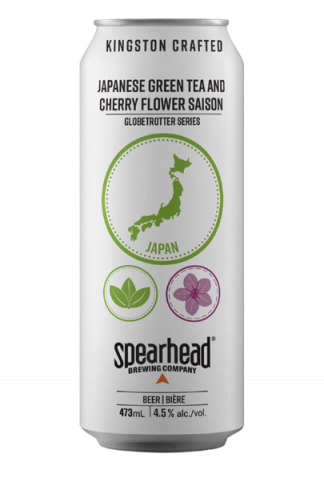 KINGSTON CRAFTED
JAPANESE GREEN TEA AND
CHERRY FLOWER SAISON
GLOBETROTTER SERIES
JAPAN
Spearhead®
BREWING COMPANY
BEER | BIÈRE
473mL | 4.5% alc./vol.